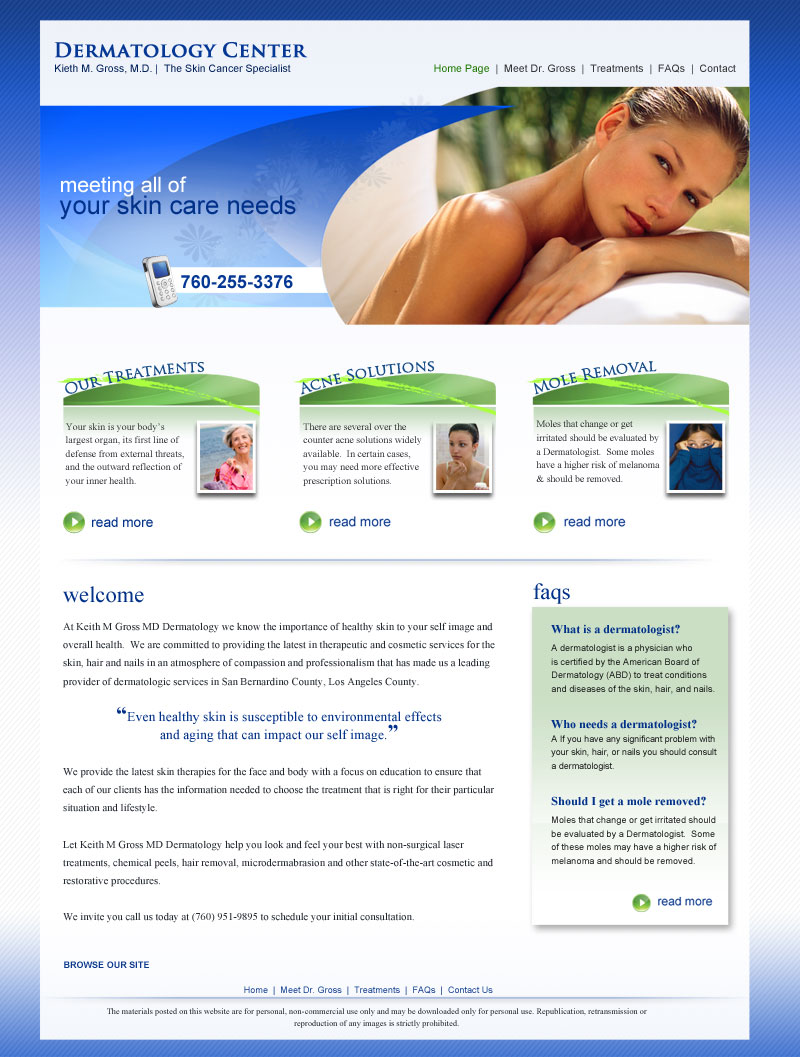 DERMATOLOGY CENTER
Kieth M. Gross, M.D. | The Skin Cancer Specialist
Home Page | Meet Dr. Gross | Treatments | FAQs | Contact
meeting all of
your skin care needs
760-255-3376
OUR TREATMENTS
Your skin is your body's
largest organ, its first line of
defense from external threats,
and the outward reflection of
your inner health.
read more
ACNE SOLUTIONS
There are several over the
counter acne solutions widely
available. In certain cases,
you may need more effective
prescription solutions.
read more
MOLE REMOVAL
Moles that change or get
irritated should be evaluated by
a Dermatologist. Some moles
have a higher risk of melanoma
& should be removed.
read more
welcome
At Keith M Gross MD Dermatology we know the importance of healthy skin to your self image and
overall health. We are committed to providing the latest in therapeutic and cosmetic services for the
skin, hair and nails in an atmosphere of compassion and professionalism that has made us a leading
provider of dermatologic services in San Bernardino County, Los Angeles County.
“Even healthy skin is susceptible to environmental effects
and aging that can impact our self image.”
We provide the latest skin therapies for the face and body with a focus on education to ensure that
each of our clients has the information needed to choose the treatment that is right for their particular
situation and lifestyle.
Let Keith M Gross MD Dermatology help you look and feel your best with non-surgical laser
treatments, chemical peels, hair removal, microdermabrasion and other state-of-the-art cosmetic and
restorative procedures.
We invite you call us today at (760) 951-9895 to schedule your initial consultation.
faqs
What is a dermatologist?
A dermatologist is a physician who
is certified by the American Board of
Dermatology (ABD) to treat conditions
and diseases of the skin, hair, and nails.
Who needs a dermatologist?
A If you have any significant problem with
your skin, hair, or nails you should consult
a dermatologist.
Should I get a mole removed?
Moles that change or get irritated should
be evaluated by a Dermatologist. Some
of these moles may have a higher risk of
melanoma and should be removed.
read more
BROWSE OUR SITE
Home | Meet Dr. Gross | Treatments | FAQs | Contact Us
The materials posted on this website are for personal, non-commercial use only and may be downloaded only for personal use. Republication, retransmission or
reproduction of any images is strictly prohibited.